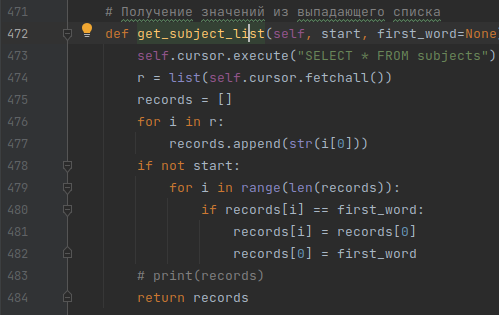 471 # Получение значений из выпадающего списка
472 def get_subject_list(self, start, first_word=None
473 self.cursor.execute("SELECT * FROM subjects")
474 r = list(self.cursor.fetchall())
475 records = []
476 for i in r:
477 records.append(str(i[0]))
478 if not start:
479 for i in range(len(records)):
480 if records[i] == first_word:
481 records[i] = records[0]
482 records[0] = first_word
483 # print(records)
484 return records